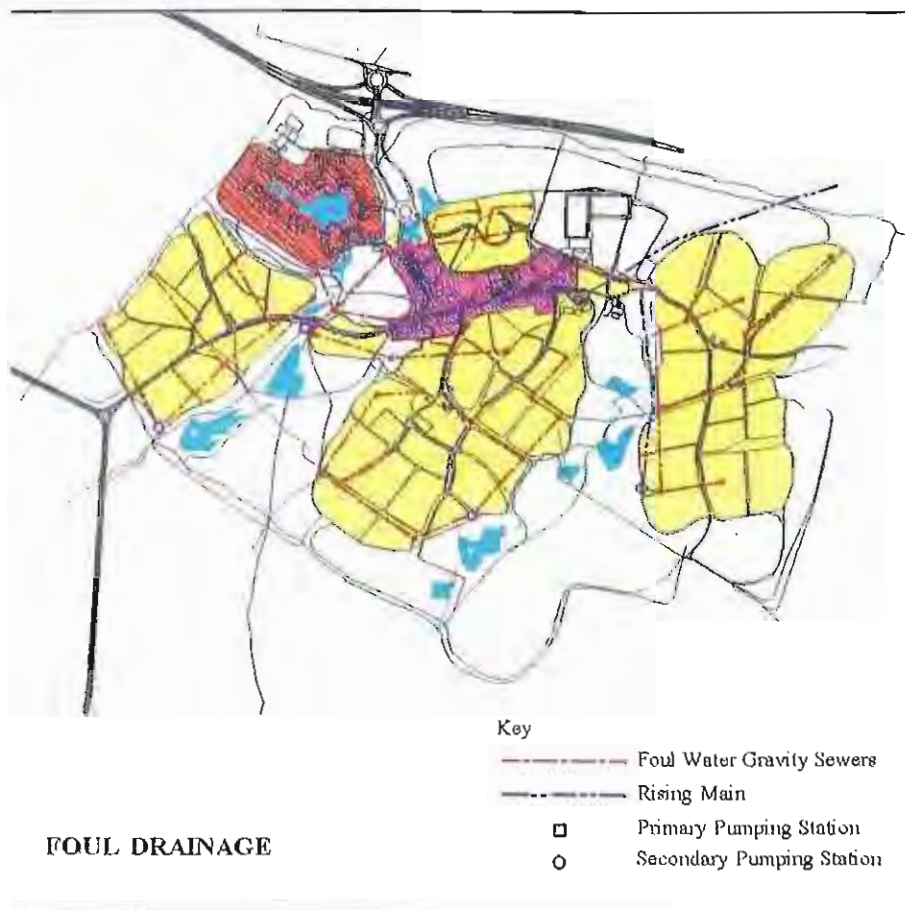 Key
Foul Water Gravity Sewers
Rising Main
Primary Pumping Station
Secondary Pumping Station
FOUL DRAINAGE